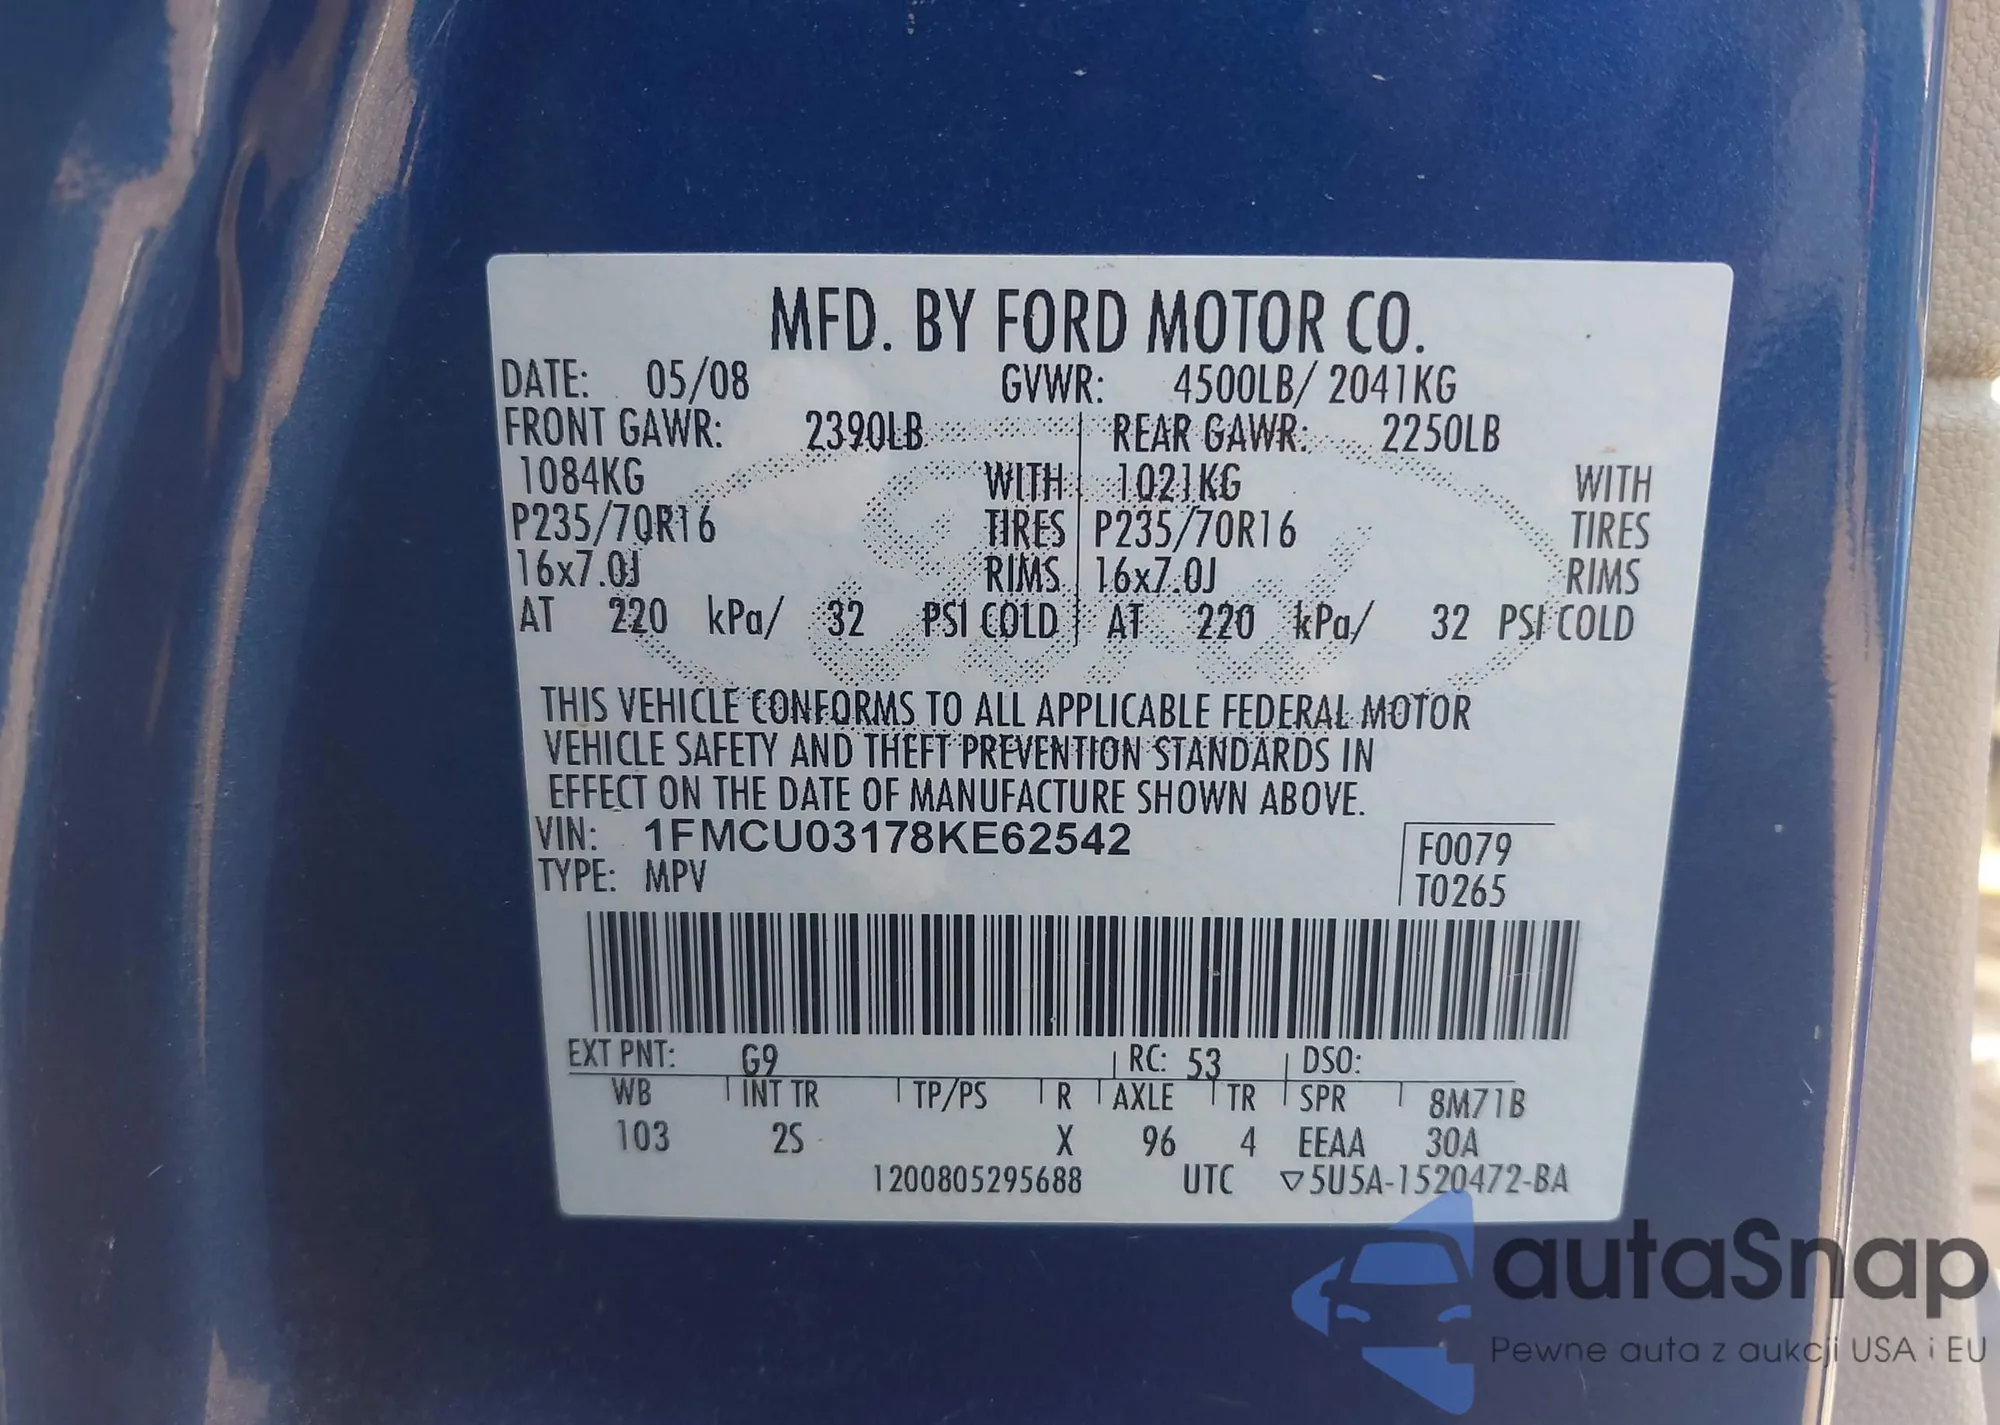 MFD. BY FORD MOTOR CO.
DATE: 05/08 GVWR: 4500LB/ 2041KG
FRONT GAWR: 2390LB REAR GAWR: 2250LB
1084KG WITH 1021KG WITH
P235/70R16 TIRES P235/70R16 TIRES
16x7.0J RIMS 16x7.0J RIMS
AT 220 kPa/ 32 PSI COLD AT 220 kPa/ 32 PSI COLD
THIS VEHICLE CONFORMS TO ALL APPLICABLE FEDERAL MOTOR
VEHICLE SAFETY AND THEFT PREVENTION STANDARDS IN
EFFECT ON THE DATE OF MANUFACTURE SHOWN ABOVE.
VIN: 1FMCU03178KE62542 F0079
TYPE: MPV T0265
EXT PNT: G9 RC: 53 DSO:
WB INT TR TP/PS R AXLE TR SPR 8M71B
103 2S X 96 4 EEAA 30A
1200805295688 UTC ▽5U5A-1520472-BA
autaSnap
Pewne auta z aukcji USA i EU